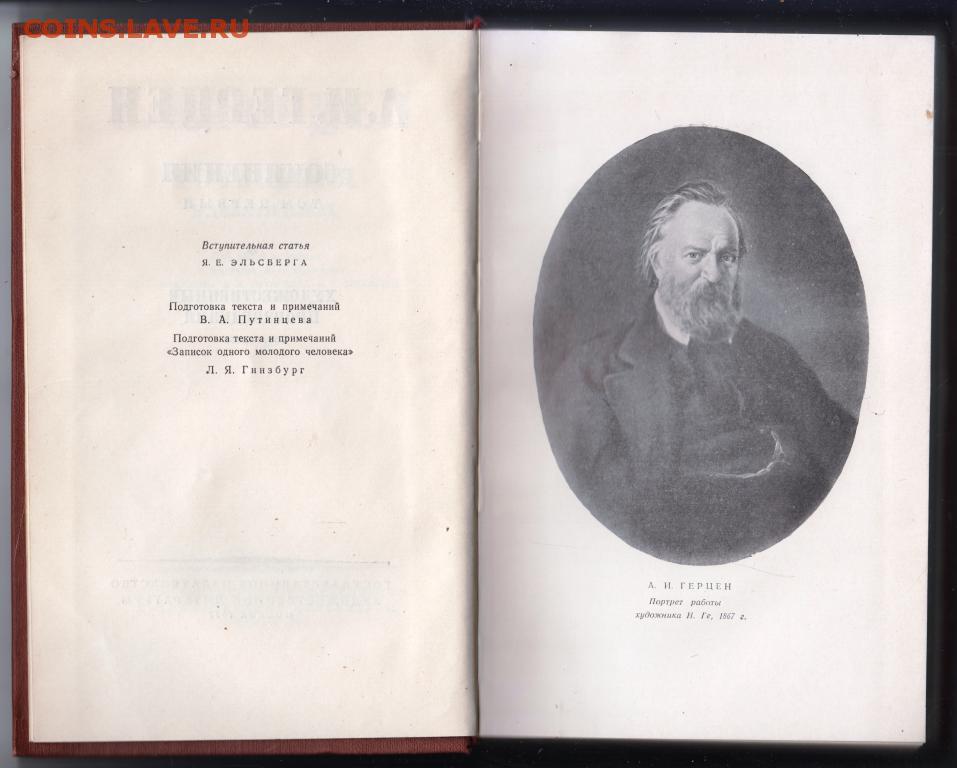 COINS.LAVE.RU
Вступительная статья
Я. Е. ЭЛЬСБЕРГА
Подготовка текста и примечаний
В. А. Путинцева
Подготовка текста и примечаний
«Записок одного молодого человека»
Л. Я. Гинзбург
А. И. ГЕРЦЕН
Портрет работы
художника Н. Ге, 1867 г.